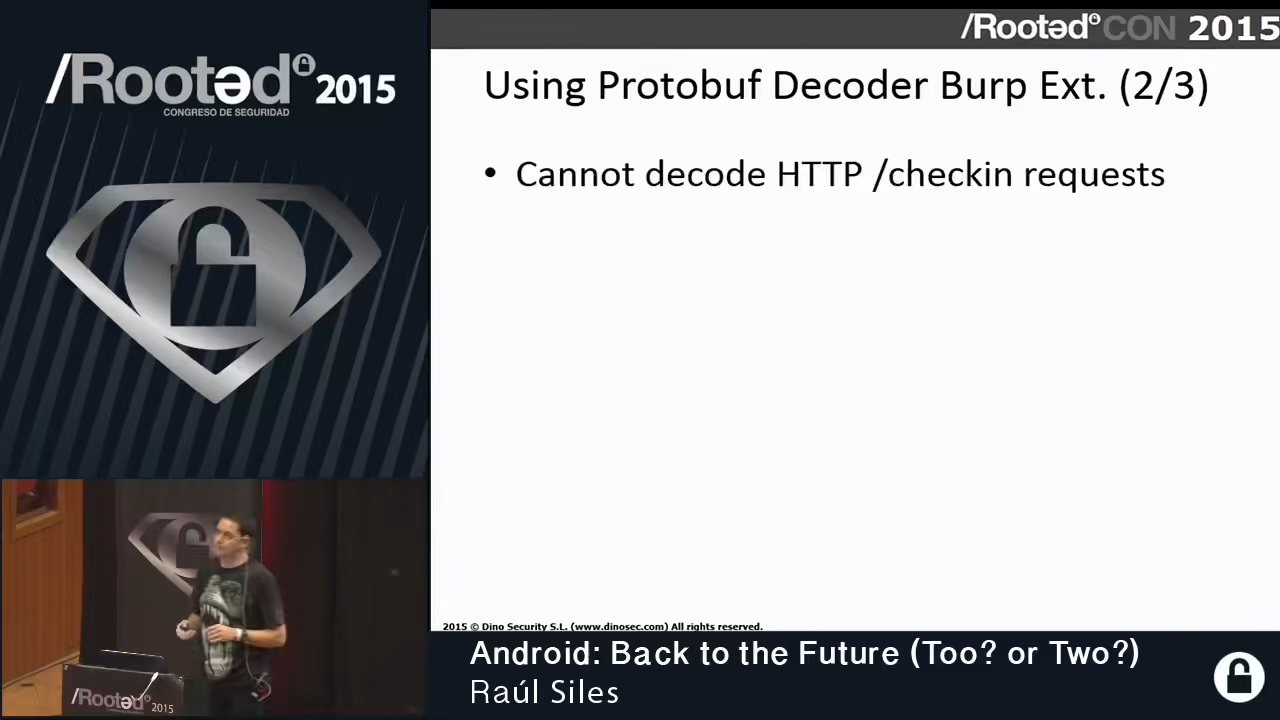 /Rootəd 2015
CONGRESO DE SEGURIDAD
/RootədCON 2015
Using Protobuf Decoder Burp Ext. (2/3)
• Cannot decode HTTP /checkin requests
2015 © Dino Security S.L. (www.dinosec.com) All rights reserved.
/Rootəd 2015
Android: Back to the Future (Too? or Two?)
Raúl Siles